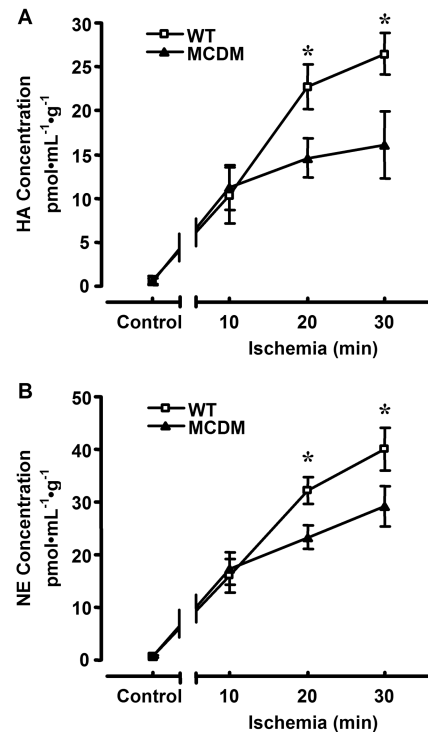 A
30
25
20
15
10
5
0
HA Concentration
pmol•mL⁻¹•g⁻¹
WT
MCDM
*
*
Control
10
20
30
Ischemia (min)
B
50
40
30
20
10
0
NE Concentration
pmol•mL⁻¹•g⁻¹
WT
MCDM
*
*
Control
10
20
30
Ischemia (min)